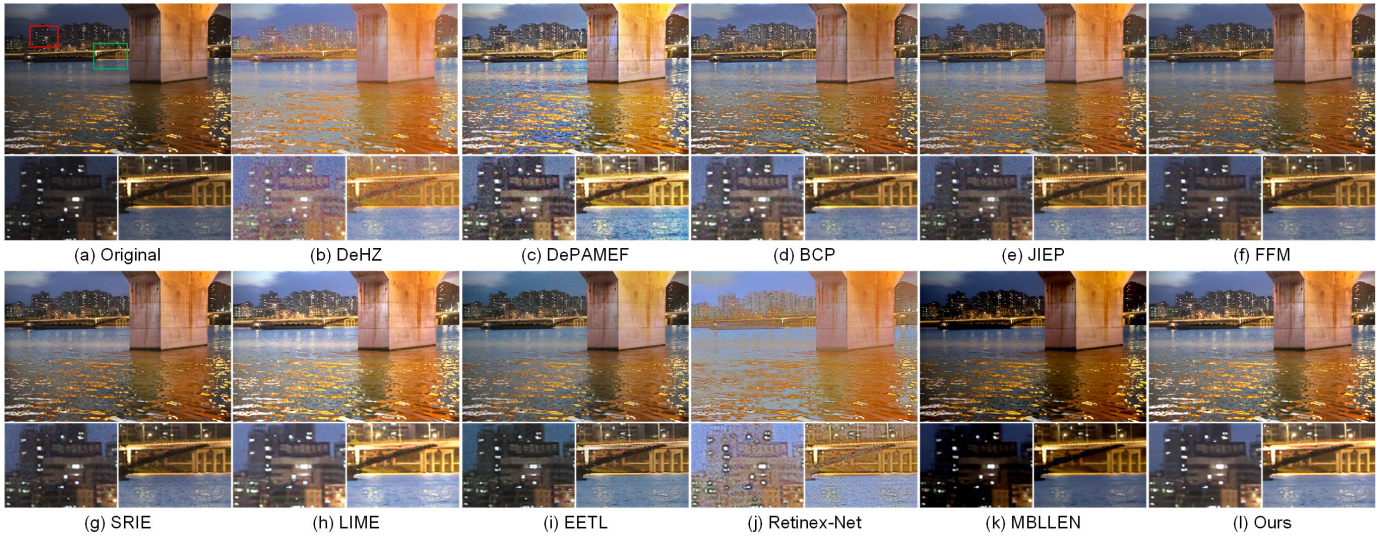 (a) Original
(b) DeHZ
(c) DePAMEF
(d) BCP
(e) JIEP
(f) FFM
(g) SRIE
(h) LIME
(i) EETL
(j) Retinex-Net
(k) MBLLEN
(l) Ours